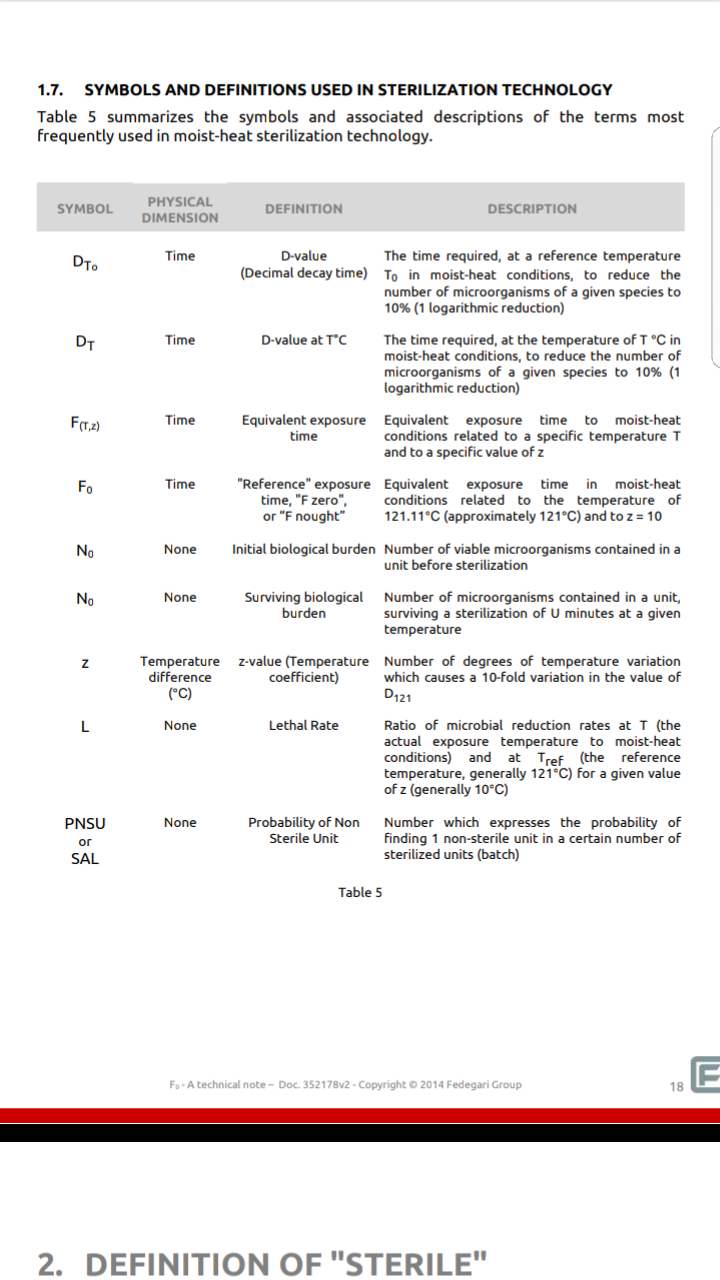 1.7. SYMBOLS AND DEFINITIONS USED IN STERILIZATION TECHNOLOGY
Table 5 summarizes the symbols and associated descriptions of the terms most
frequently used in moist-heat sterilization technology.
SYMBOL PHYSICAL DIMENSION DEFINITION DESCRIPTION
DT₀ Time D-value The time required, at a reference temperature
(Decimal decay time) T₀ in moist-heat conditions, to reduce the
number of microorganisms of a given species to
10% (1 logarithmic reduction)
DT Time D-value at T°C The time required, at the temperature of T °C in
moist-heat conditions, to reduce the number of
microorganisms of a given species to 10% (1
logarithmic reduction)
F(T,z) Time Equivalent exposure Equivalent exposure time to moist-heat
time conditions related to a specific temperature T
and to a specific value of z
F₀ Time "Reference" exposure Equivalent exposure time in moist-heat
time, "F zero", conditions related to the temperature of
or "F nought" 121.11°C (approximately 121°C) and to z = 10
N₀ None Initial biological burden Number of viable microorganisms contained in a
unit before sterilization
N₀ None Surviving biological Number of microorganisms contained in a unit,
burden surviving a sterilization of U minutes at a given
temperature
z Temperature z-value (Temperature Number of degrees of temperature variation
difference coefficient) which causes a 10-fold variation in the value of
(°C) D₁₂₁
L None Lethal Rate Ratio of microbial reduction rates at T (the
actual exposure temperature to moist-heat
conditions) and at Tref (the reference
temperature, generally 121°C) for a given value
of z (generally 10°C)
PNSU None Probability of Non Number which expresses the probability of
or Sterile Unit finding 1 non-sterile unit in a certain number of
SAL sterilized units (batch)
Table 5
F₀ - A technical note – Doc. 352178v2 - Copyright © 2014 Fedegari Group
18
2. DEFINITION OF "STERILE"